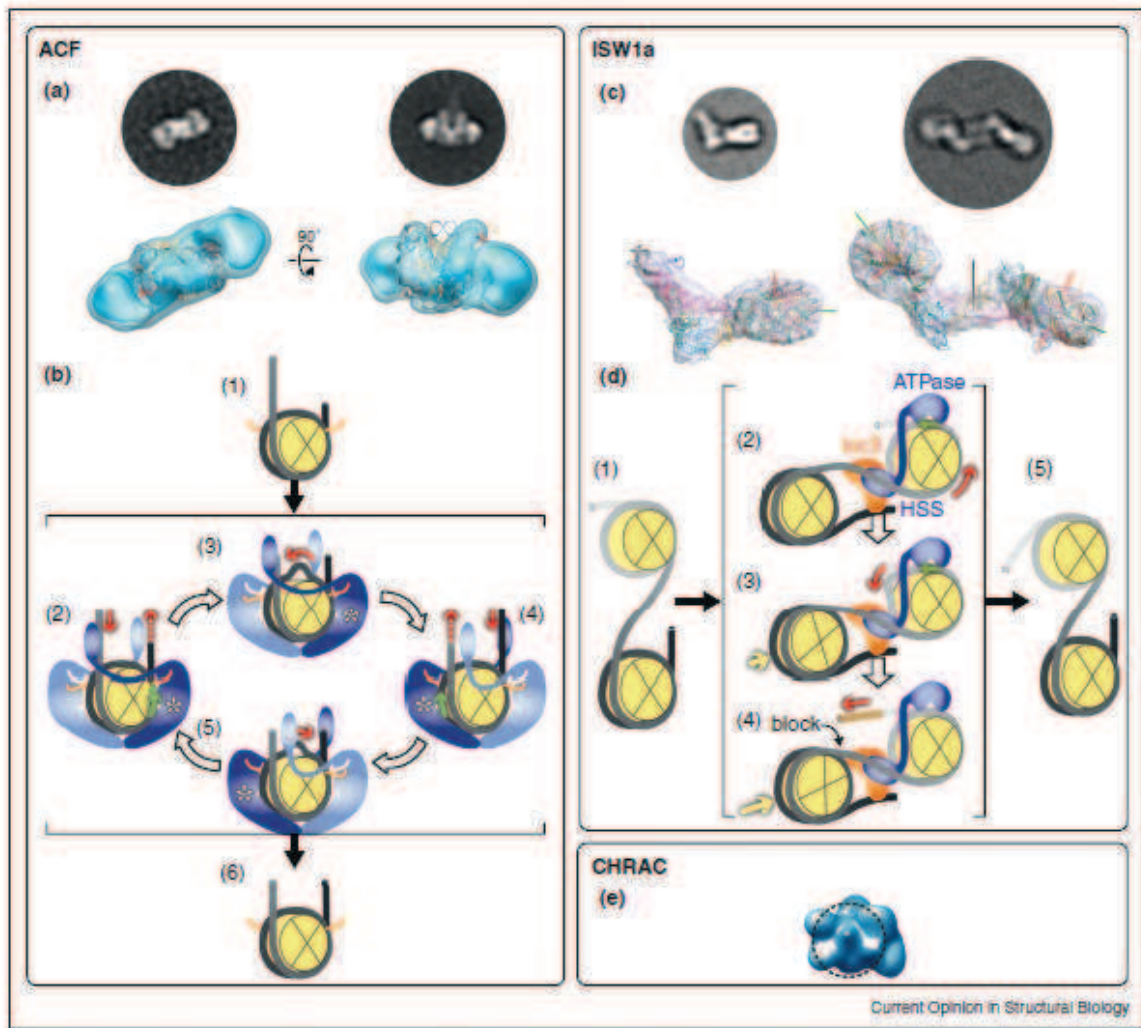 ACF
(a)
90°
(b)
(1)
(2)
(3)
(4)
(5)
(6)
ISW1a
(c)
(d)
(1)
ATPase
(2)
HSS
(3)
(4) block
(5)
CHRAC
(e)
Current Opinion in Structural Biology